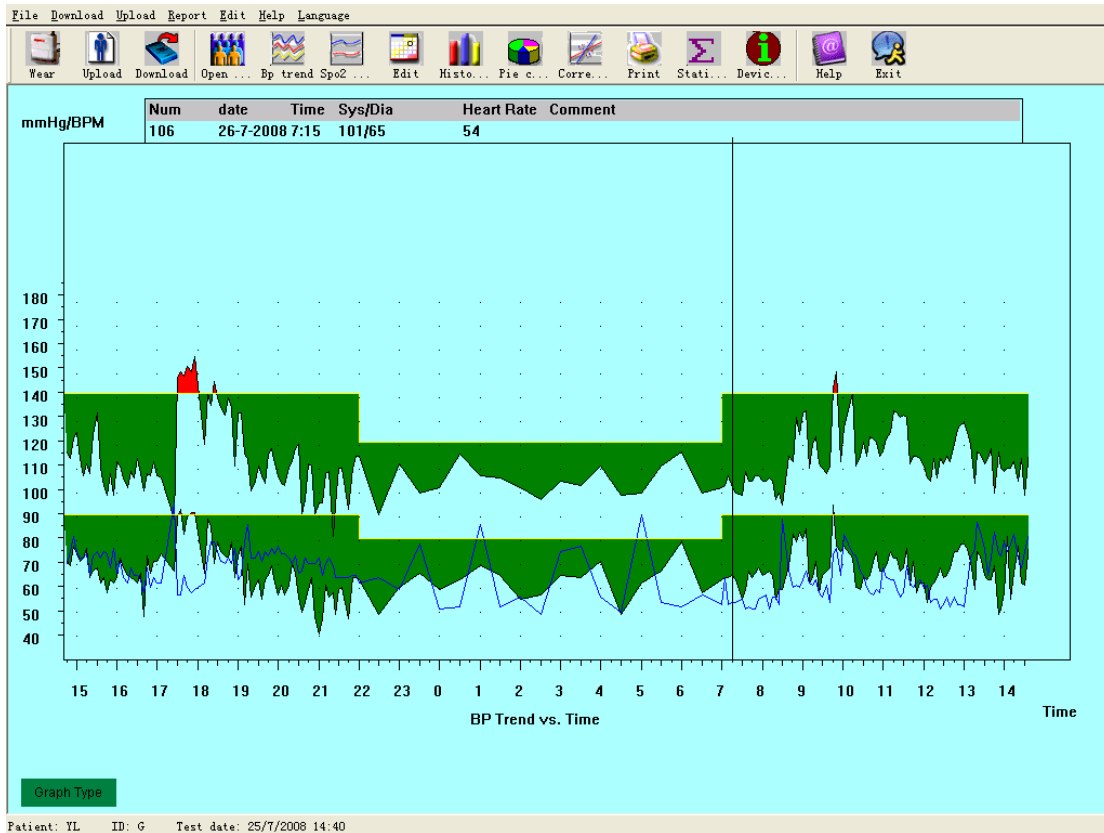 File Download Upload Report Edit Help Language
Wear Upload Download Open ... Bp trend Spo2 ... Edit Histo... Pie c... Corre... Print Stati... Devic... Help Exit
Num date Time Sys/Dia Heart Rate Comment
mmHg/BPM
106 26-7-2008 7:15 101/65 54
180
170
160
150
140
130
120
110
100
90
80
70
60
50
40
15 16 17 18 19 20 21 22 23 0 1 2 3 4 5 6 7 8 9 10 11 12 13 14
Time
BP Trend vs. Time
Graph Type
Patient: YL ID: G Test date: 25/7/2008 14:40